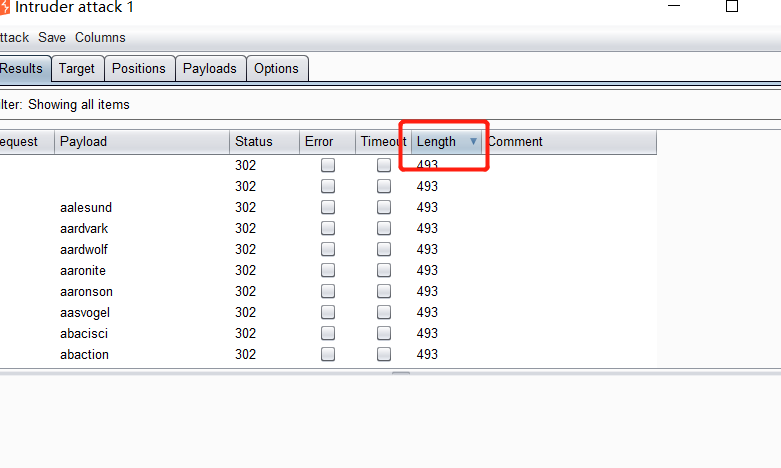 Intruder attack 1
ttack Save Columns
Results Target Positions Payloads Options
ilter: Showing all items
equest Payload Status Error Timeout Length Comment
302 493
302 493
aalesund 302 493
aardvark 302 493
aardwolf 302 493
aaronite 302 493
aaronson 302 493
aasvogel 302 493
abacisci 302 493
abaction 302 493